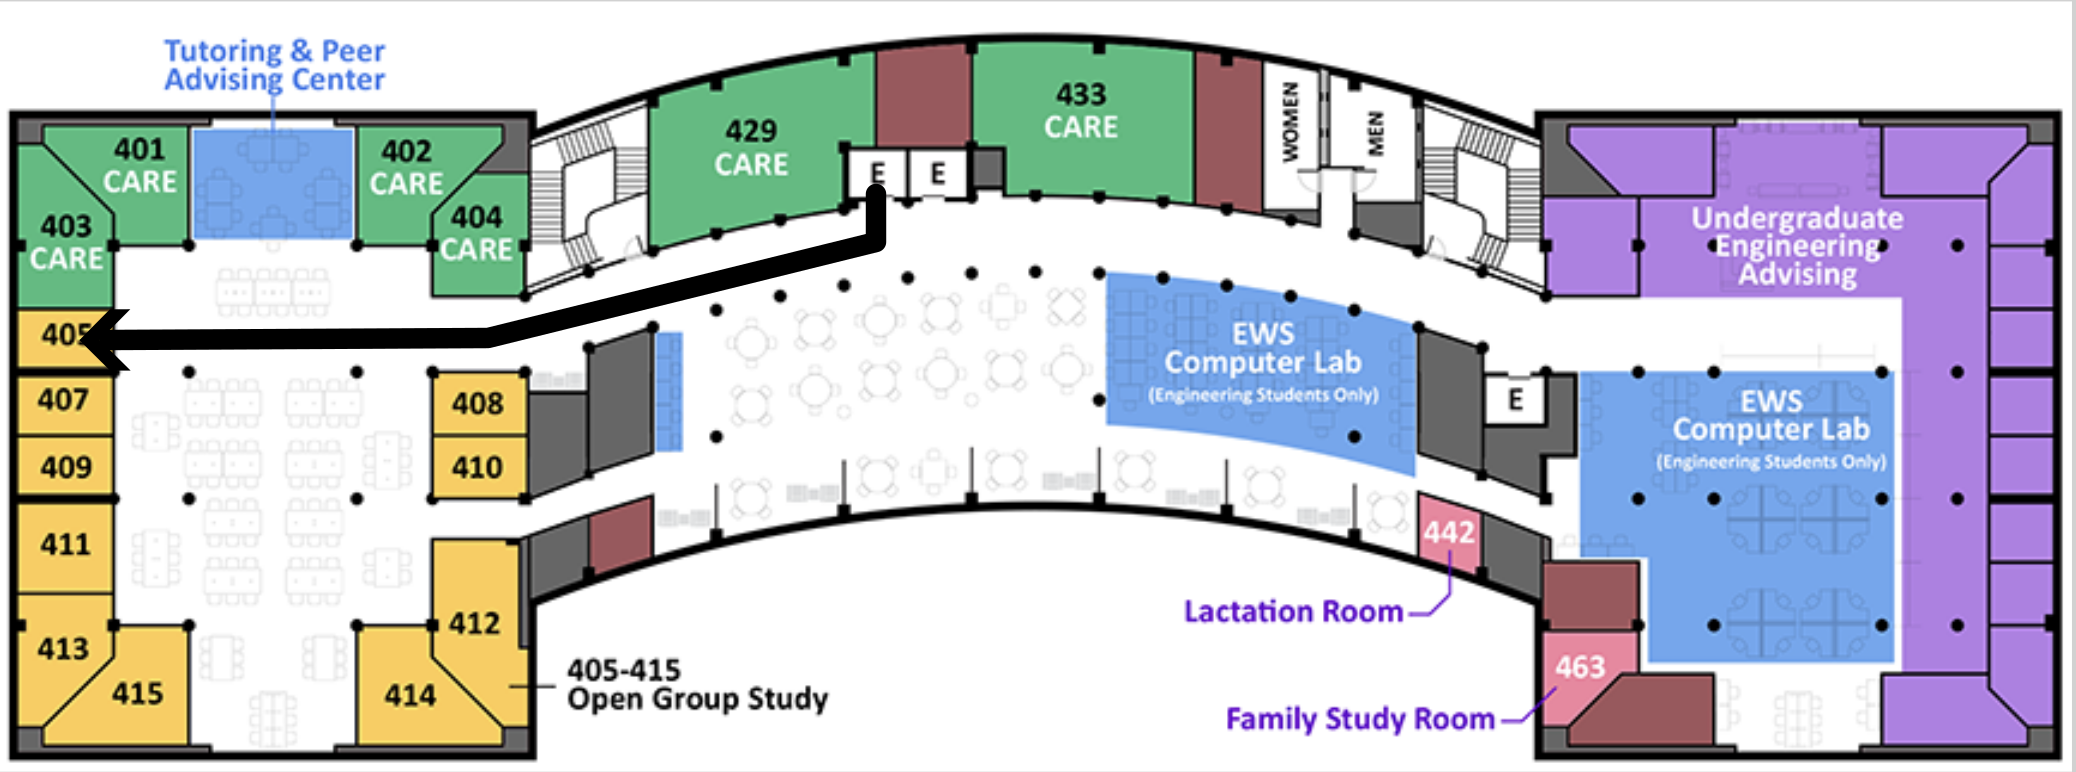 Tutoring & Peer
Advising Center
401
CARE
402
CARE
403
CARE
404
CARE
429
CARE
E
E
433
CARE
WOMEN
MEN
Undergraduate
Engineering
Advising
405
407
409
411
413
415
408
410
412
414
405-415
Open Group Study
EWS
Computer Lab
(Engineering Students Only)
E
EWS
Computer Lab
(Engineering Students Only)
442
Lactation Room
463
Family Study Room